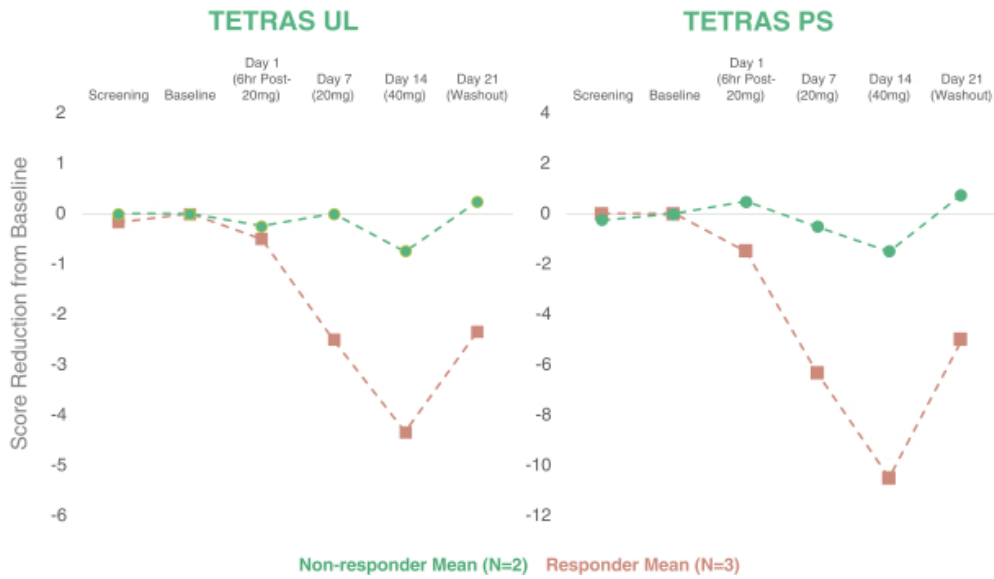 TETRAS UL
TETRAS PS
Screening
Baseline
Day 1
(6hr Post-
20mg)
Day 7
(20mg)
Day 14
(40mg)
Day 21
(Washout)
Screening
Baseline
Day 1
(6hr Post-
20mg)
Day 7
(20mg)
Day 14
(40mg)
Day 21
(Washout)
Score Reduction from Baseline
2
1
0
-1
-2
-3
-4
-5
-6
4
2
0
-2
-4
-6
-8
-10
-12
Non-responder Mean (N=2) Responder Mean (N=3)